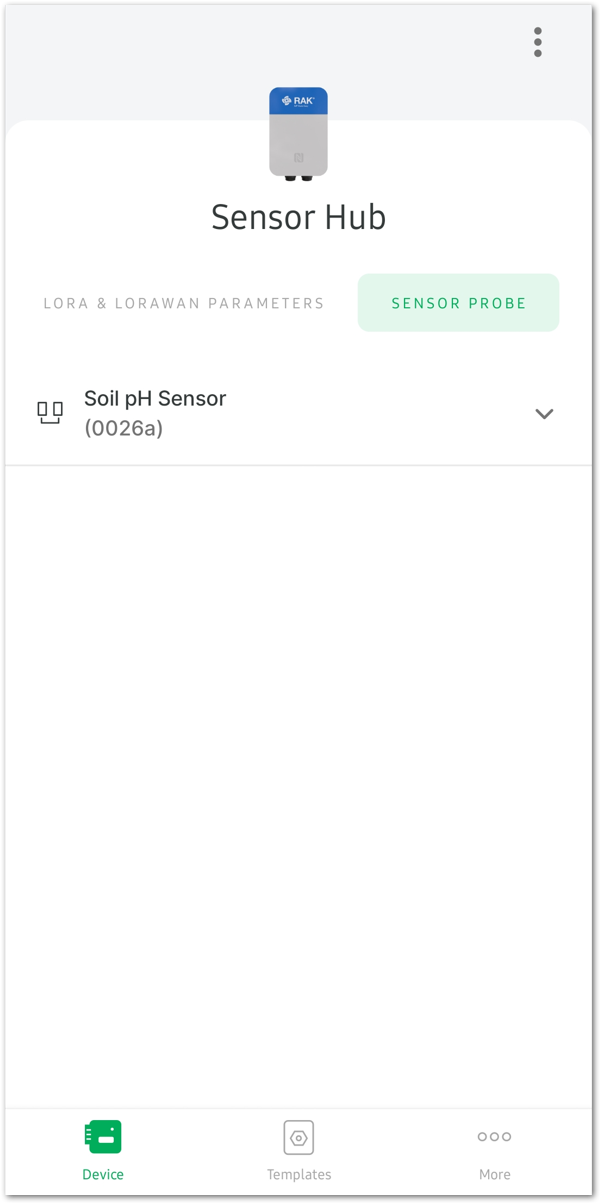 RAK
Sensor Hub
LORA & LORAWAN PARAMETERS
SENSOR PROBE
Soil pH Sensor
(0026a)
Device
Templates
More